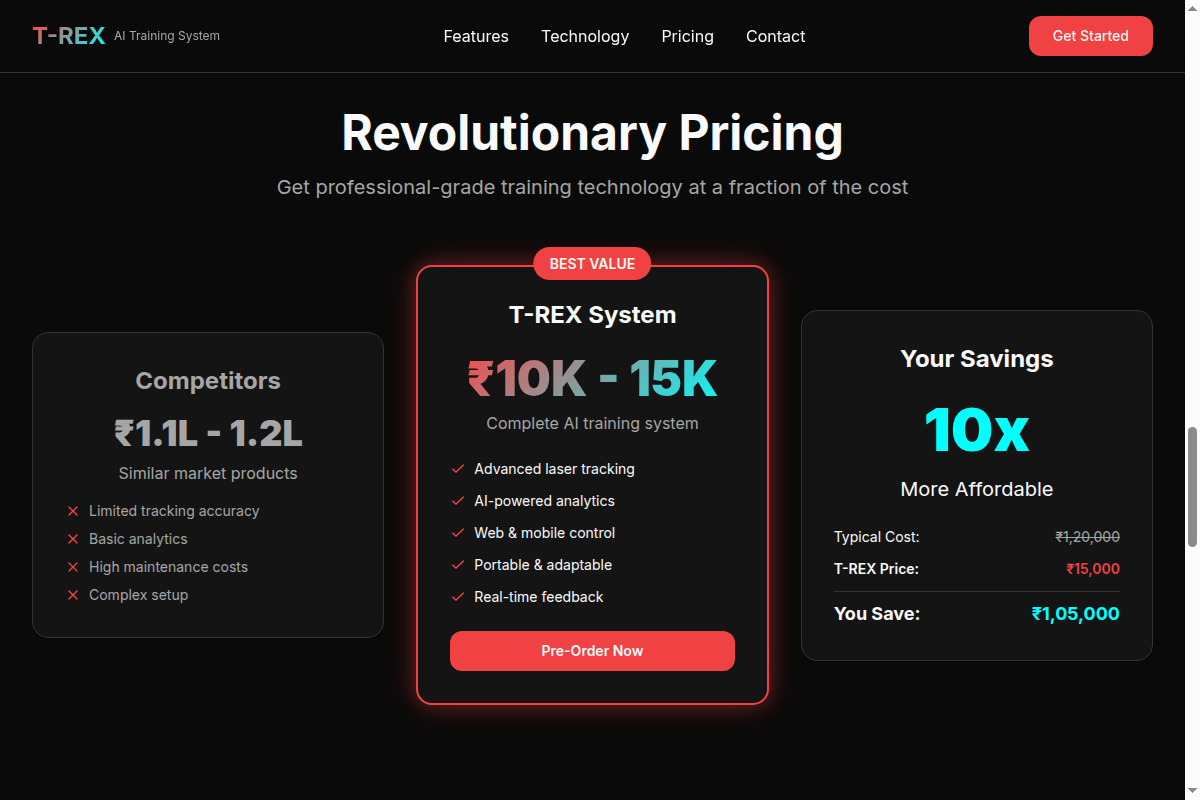 T-REX AI Training System
Features
Technology
Pricing
Contact
Get Started
Revolutionary Pricing
Get professional-grade training technology at a fraction of the cost
Competitors
₹1.1L - 1.2L
Similar market products
Limited tracking accuracy
Basic analytics
High maintenance costs
Complex setup
BEST VALUE
T-REX System
₹10K - 15K
Complete AI training system
Advanced laser tracking
AI-powered analytics
Web & mobile control
Portable & adaptable
Real-time feedback
Pre-Order Now
Your Savings
10x
More Affordable
Typical Cost: ₹1,20,000
T-REX Price: ₹15,000
You Save: ₹1,05,000